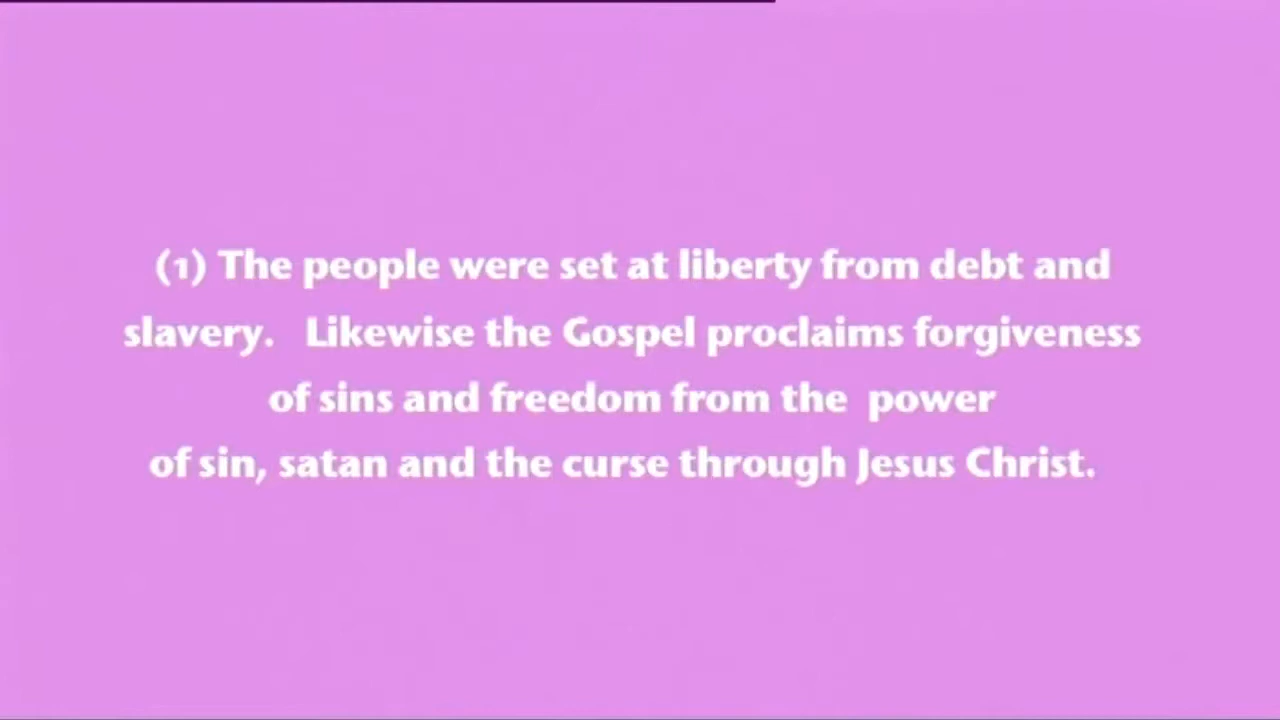 (1) The people were set at liberty from debt and
slavery.   Likewise the Gospel proclaims forgiveness
of sins and freedom from the  power
of sin, satan and the curse through Jesus Christ.